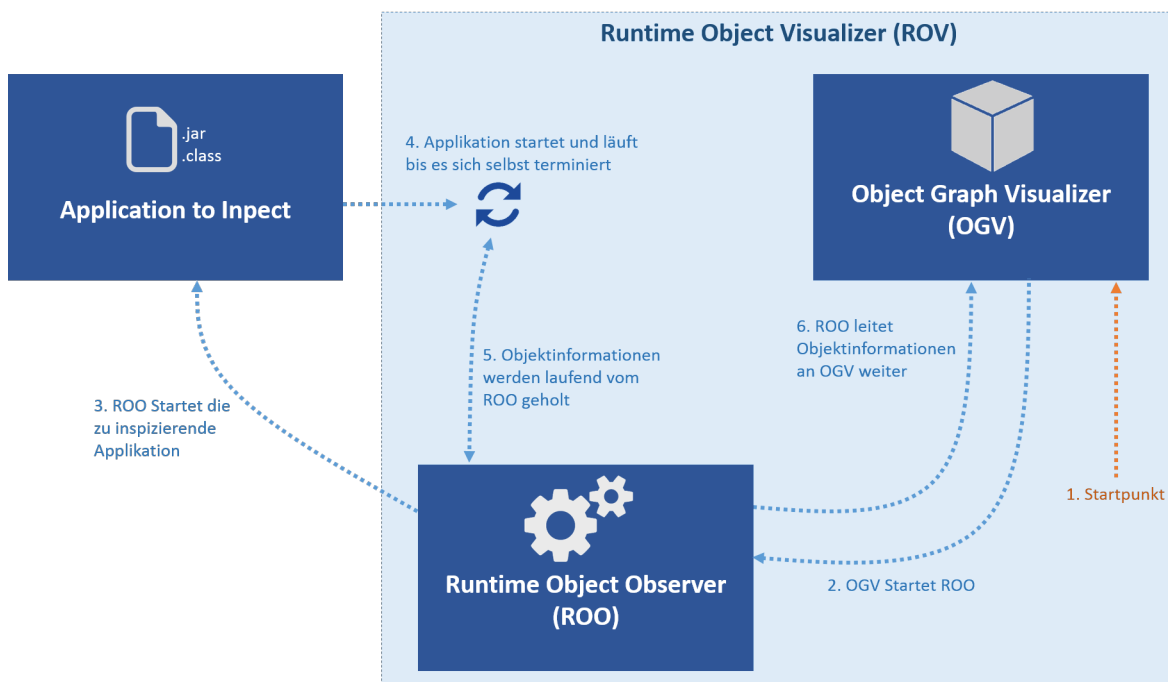 Runtime Object Visualizer (ROV)
.jar
.class
Application to Inpect
4. Applikation startet und läuft
bis es sich selbst terminiert
Object Graph Visualizer
(OGV)
5. Objektinformationen
werden laufend vom
ROO geholt
6. ROO leitet
Objektinformationen
an OGV weiter
3. ROO Startet die
zu inspizierende
Applikation
1. Startpunkt
Runtime Object Observer
(ROO)
2. OGV Startet ROO